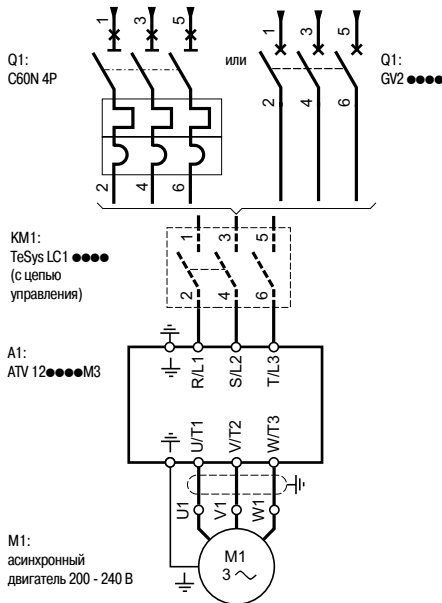 1 3 5
1 3 5
Q1:
C60N 4P
или
Q1:
GV2 ●●●●
2 4 6
2 4 6
KM1:
TeSys LC1 ●●●●
(с цепью
управления)
1 3 5
2 4 6
A1:
ATV 12●●●●M3
R/L1 S/L2 T/L3
U/T1 V/T2 W/T3
U1 V1 W1
M1:
асинхронный
двигатель 200 - 240 В
M1
3 ~